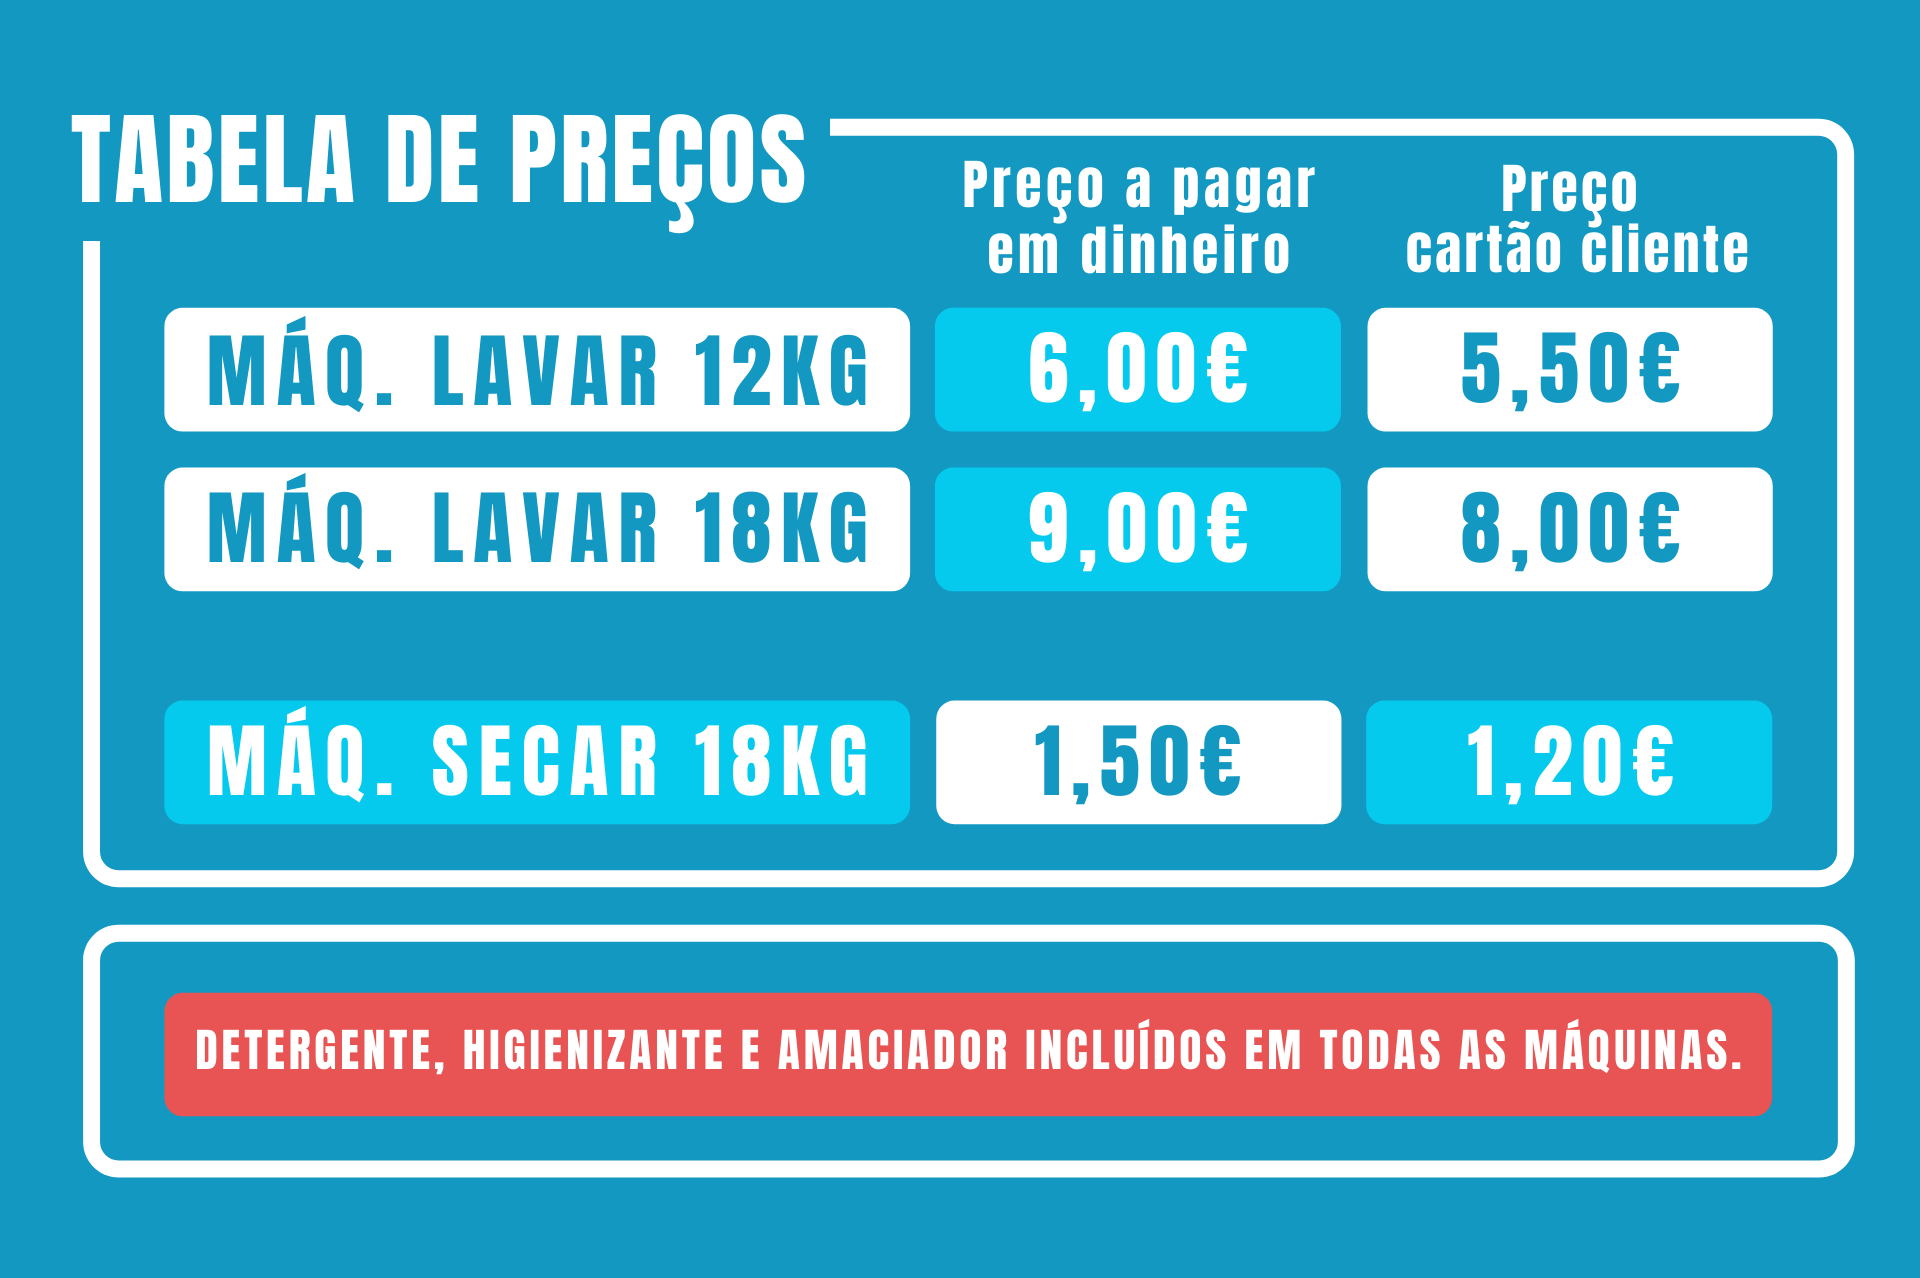 TABELA DE PREÇOS
Preço a pagar
em dinheiro
Preço
cartão cliente
MÁQ. LAVAR 12KG 6,00€ 5,50€
MÁQ. LAVAR 18KG 9,00€ 8,00€
MÁQ. SECAR 18KG 1,50€ 1,20€
DETERGENTE, HIGIENIZANTE E AMACIADOR INCLUÍDOS EM TODAS AS MÁQUINAS.